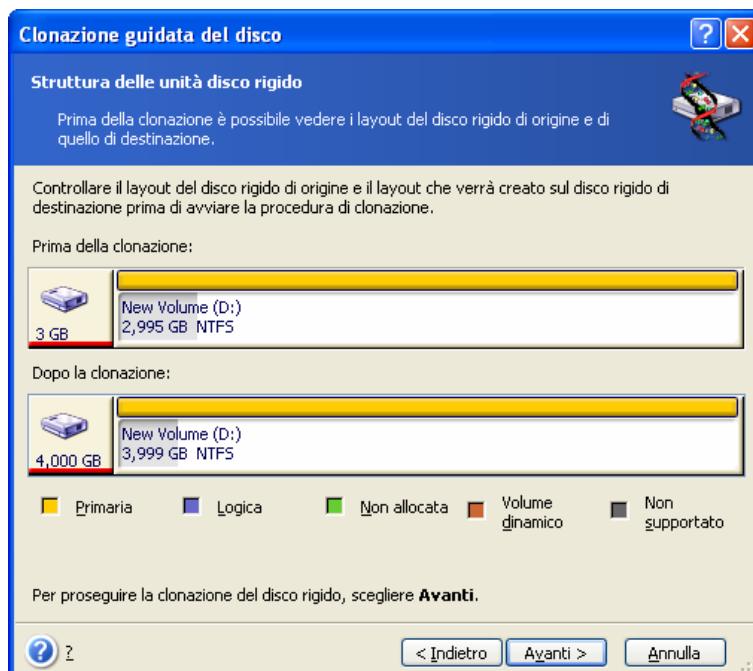 Clonazione guidata del disco
Struttura delle unità disco rigido
Prima della clonazione è possibile vedere i layout del disco rigido di origine e di
quello di destinazione.
Controllare il layout del disco rigido di origine e il layout che verrà creato sul disco rigido di
destinazione prima di avviare la procedura di clonazione.
Prima della clonazione:
3 GB
New Volume (D:)
2,995 GB NTFS
Dopo la clonazione:
4,000 GB
New Volume (D:)
3,999 GB NTFS
Primaria
Logica
Non allocata
Volume
dinamico
Non
supportato
Per proseguire la clonazione del disco rigido, scegliere Avanti.
?
< Indietro
Avanti >
Annulla